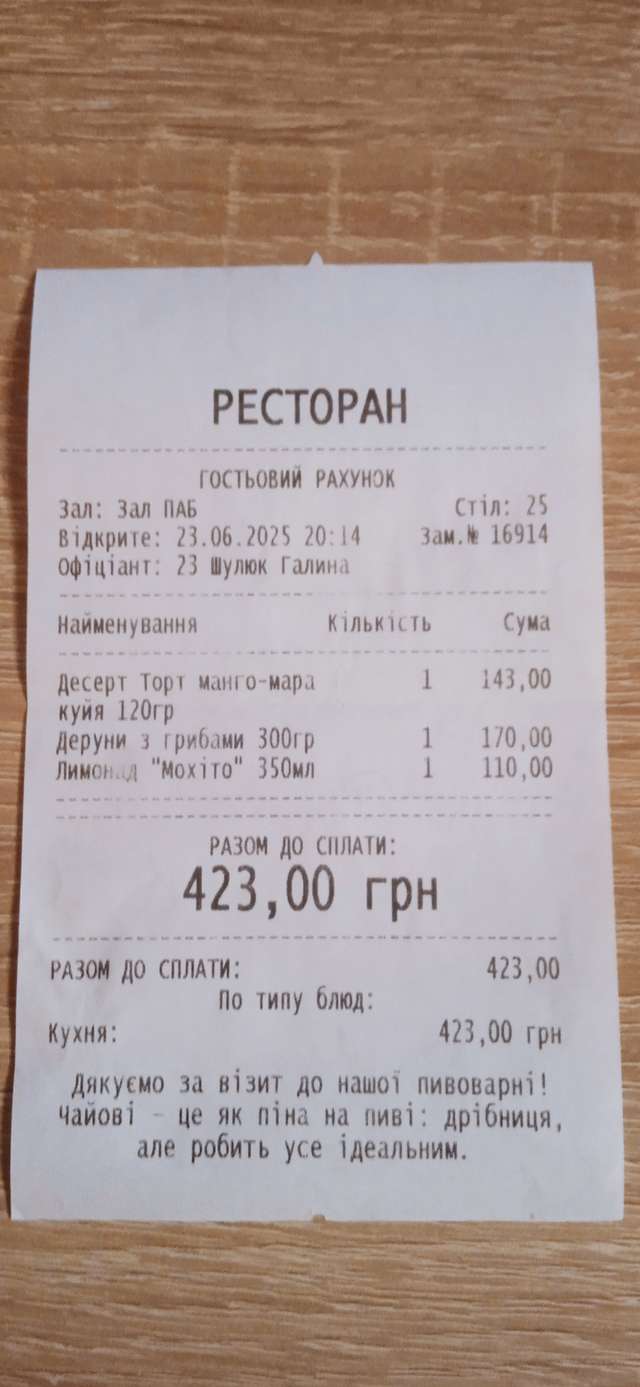 РЕСТОРАН
ГОСТЬОВИЙ РАХУНОК
Зал: Зал ПАБ Стіл: 25
Відкрите: 23.06.2025 20:14 Зам.№ 16914
Офіціант: 23 Шулюк Галина
Найменування Кількість Сума
Десерт Торт манго-мара 1 143,00
куйя 120гр
Деруни з грибами 300гр 1 170,00
Лимонад "Мохіто" 350мл 1 110,00
РАЗОМ ДО СПЛАТИ:
423,00 грн
РАЗОМ ДО СПЛАТИ: 423,00
По типу блюд:
Кухня: 423,00 грн
Дякуємо за візит до нашої пивоварні!
Чайові - це як піна на пиві: дрібниця,
але робить усе ідеальним.